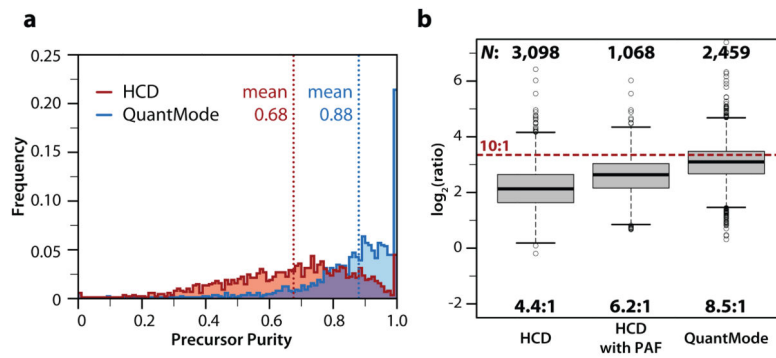 a
0.25
0.20
0.15
0.10
0.05
0
Frequency
HCD
QuantMode
mean
0.68
mean
0.88
0
0.2
0.4
0.6
0.8
1.0
Precursor Purity
b
N: 3,098 1,068 2,459
6
4
2
0
-2
log2(ratio)
10:1
4.4:1 6.2:1 8.5:1
HCD
HCD
with PAF
QuantMode